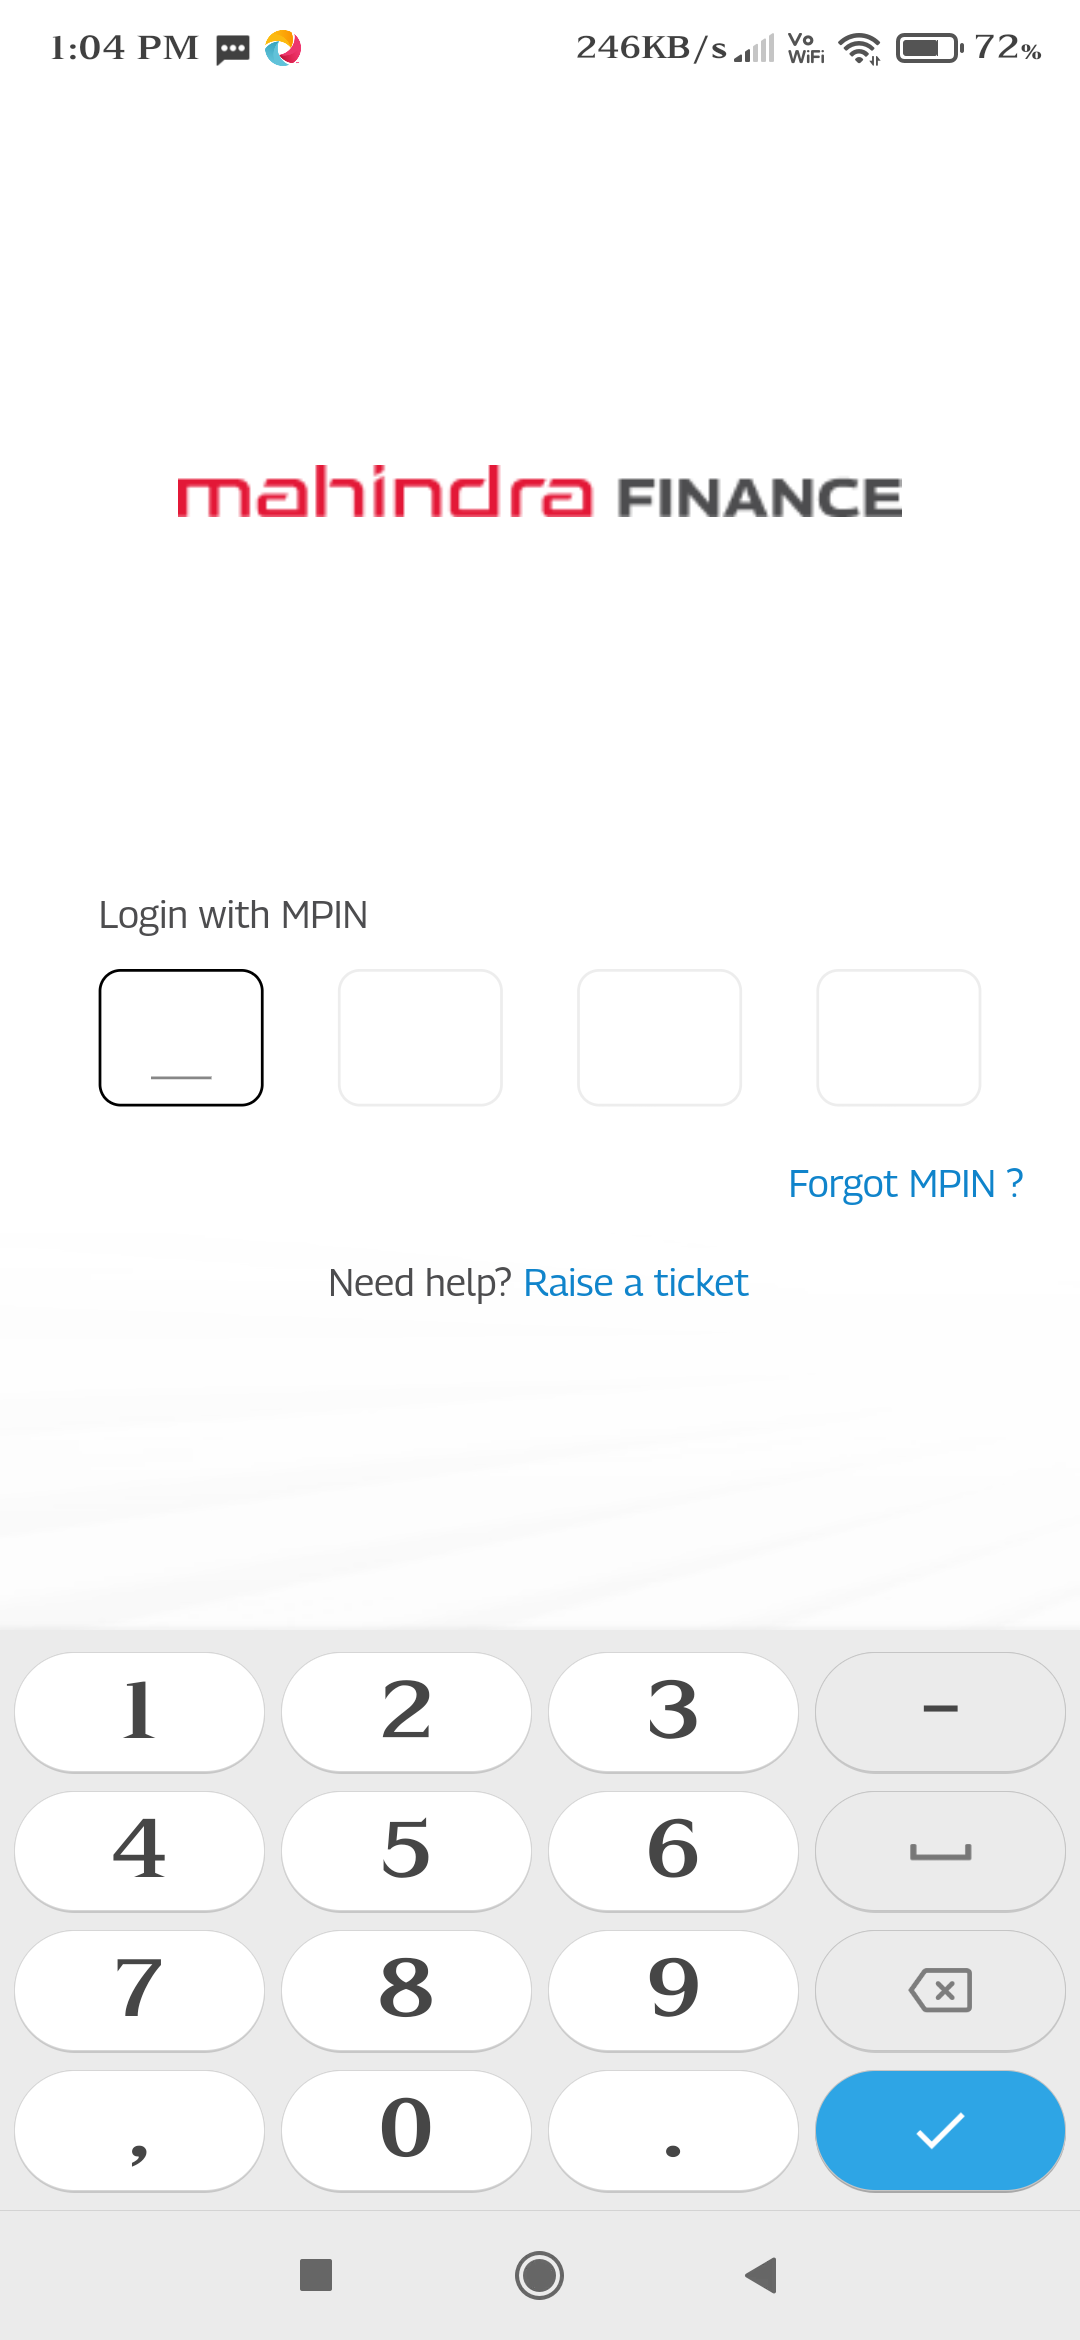 1:04 PM 246KB/s Vo WiFi 72%
mahindra FINANCE
Login with MPIN
Forgot MPIN ?
Need help? Raise a ticket
1 2 3 -
4 5 6
7 8 9
, 0 .